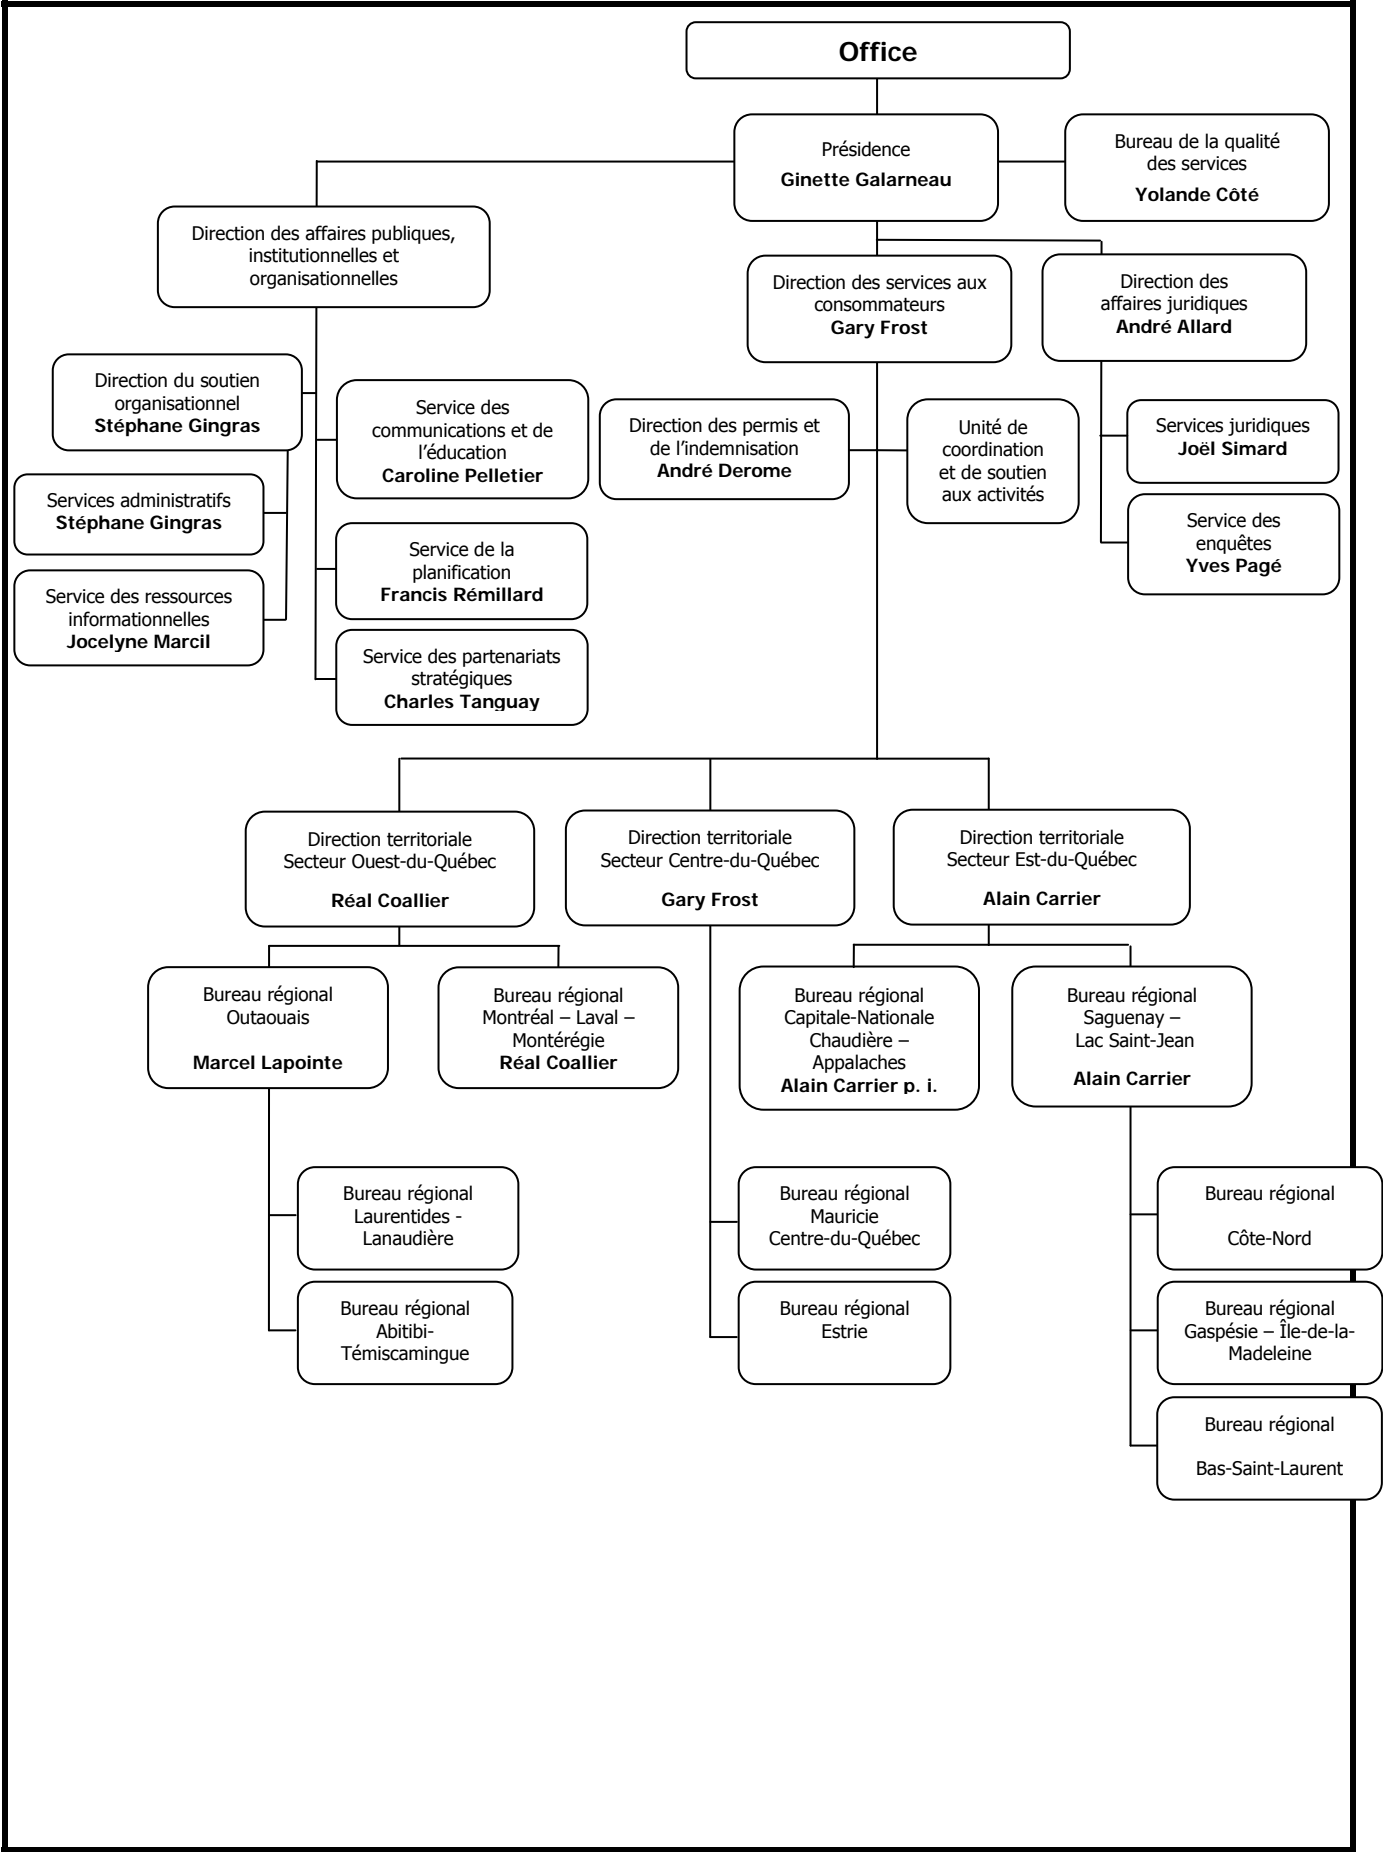 Office
Présidence
Ginette Galarneau
Bureau de la qualité
des services
Yolande Côté
Direction des affaires publiques,
institutionnelles et
organisationnelles
Direction des services aux
consommateurs
Gary Frost
Direction des
affaires juridiques
André Allard
Direction du soutien
organisationnel
Stéphane Gingras
Service des
communications et de
l'éducation
Caroline Pelletier
Direction des permis et
de l'indemnisation
André Derome
Unité de
coordination
et de soutien
aux activités
Services juridiques
Joël Simard
Services administratifs
Stéphane Gingras
Service de la
planification
Francis Rémillard
Service des
enquêtes
Yves Pagé
Service des ressources
informationnelles
Jocelyne Marcil
Service des partenariats
stratégiques
Charles Tanguay
Direction territoriale
Secteur Ouest-du-Québec
Réal Coallier
Direction territoriale
Secteur Centre-du-Québec
Gary Frost
Direction territoriale
Secteur Est-du-Québec
Alain Carrier
Bureau régional
Outaouais
Marcel Lapointe
Bureau régional
Montréal – Laval –
Montérégie
Réal Coallier
Bureau régional
Capitale-Nationale
Chaudière –
Appalaches
Alain Carrier p. i.
Bureau régional
Saguenay –
Lac Saint-Jean
Alain Carrier
Bureau régional
Laurentides -
Lanaudière
Bureau régional
Mauricie
Centre-du-Québec
Bureau régional
Côte-Nord
Bureau régional
Abitibi-
Témiscamingue
Bureau régional
Estrie
Bureau régional
Gaspésie – Île-de-la-
Madeleine
Bureau régional
Bas-Saint-Laurent